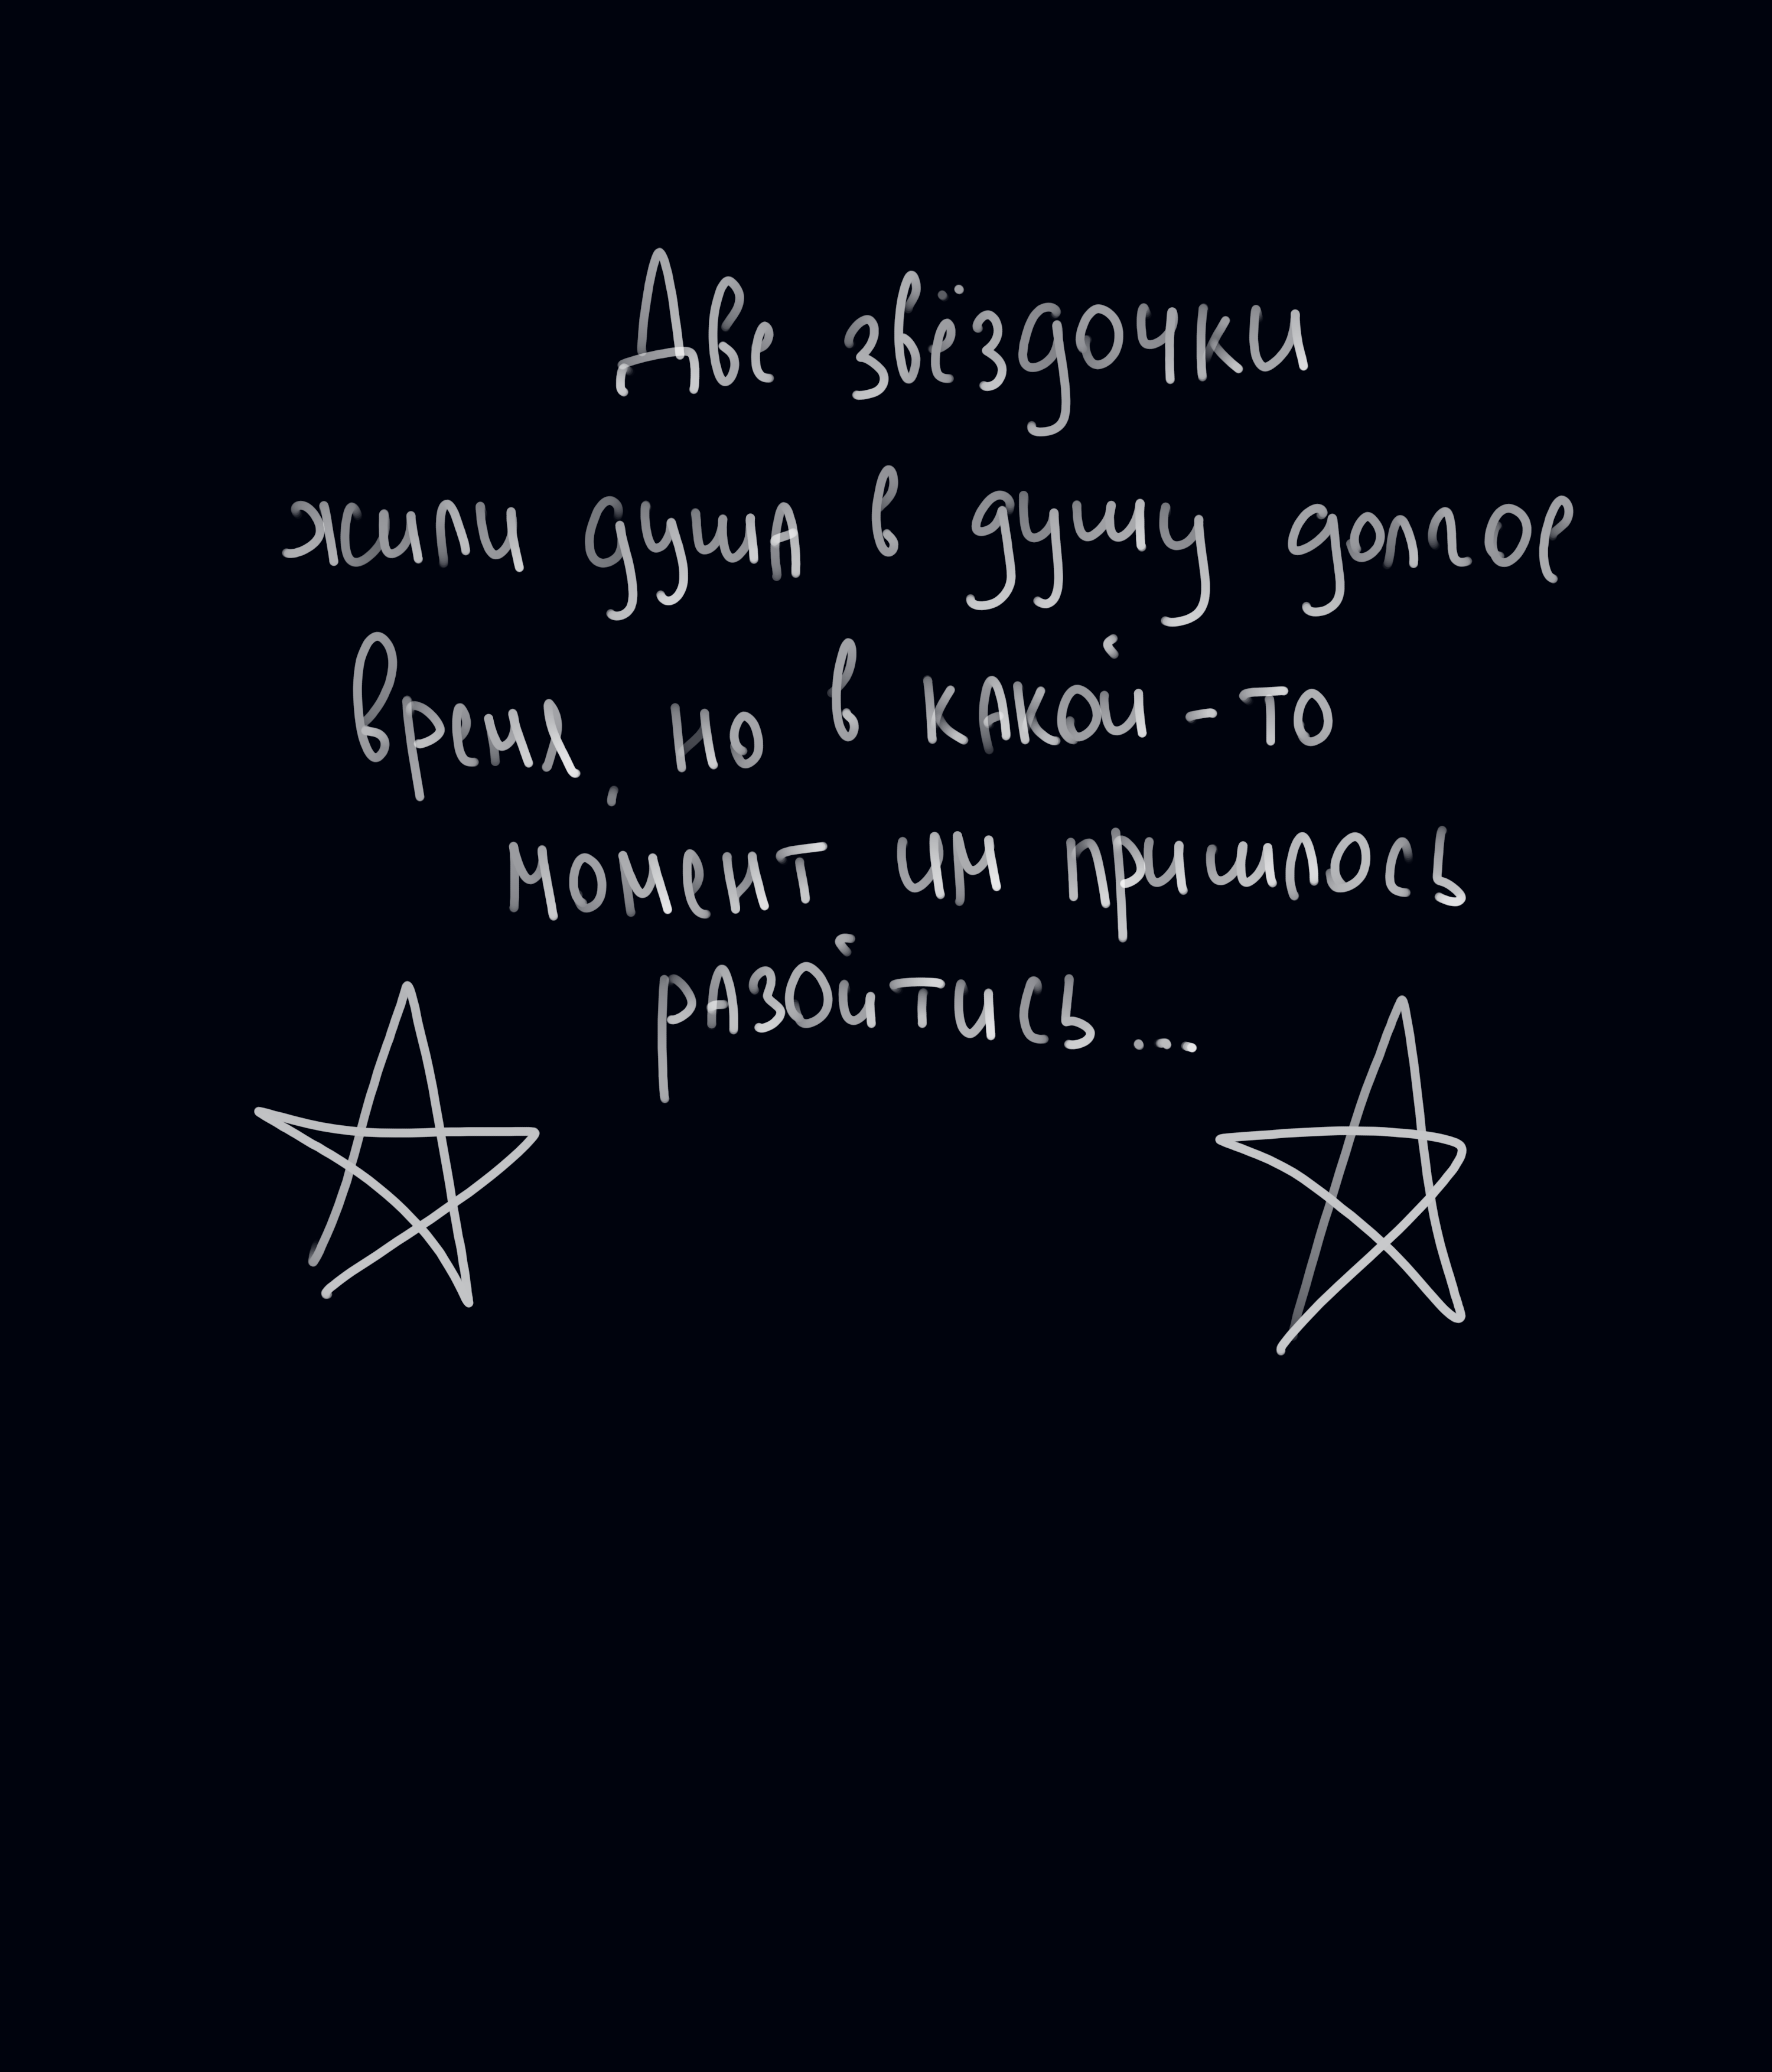 Две звёздочки
жили душа в душу долгое
время, но в какой-то
момент им пришлось
разойтись...